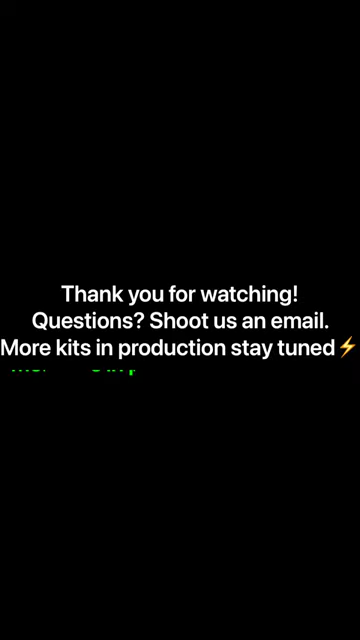 Thank you for watching!
Questions? Shoot us an email.
More kits in production stay tuned⚡